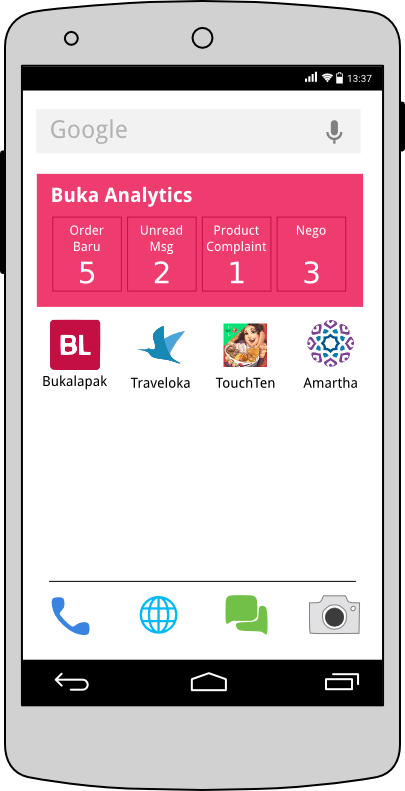 13:37
Google
Buka Analytics
Order
Baru
5
Unread
Msg
2
Product
Complaint
1
Nego
3
BL
Bukalapak
Traveloka
TouchTen
Amartha